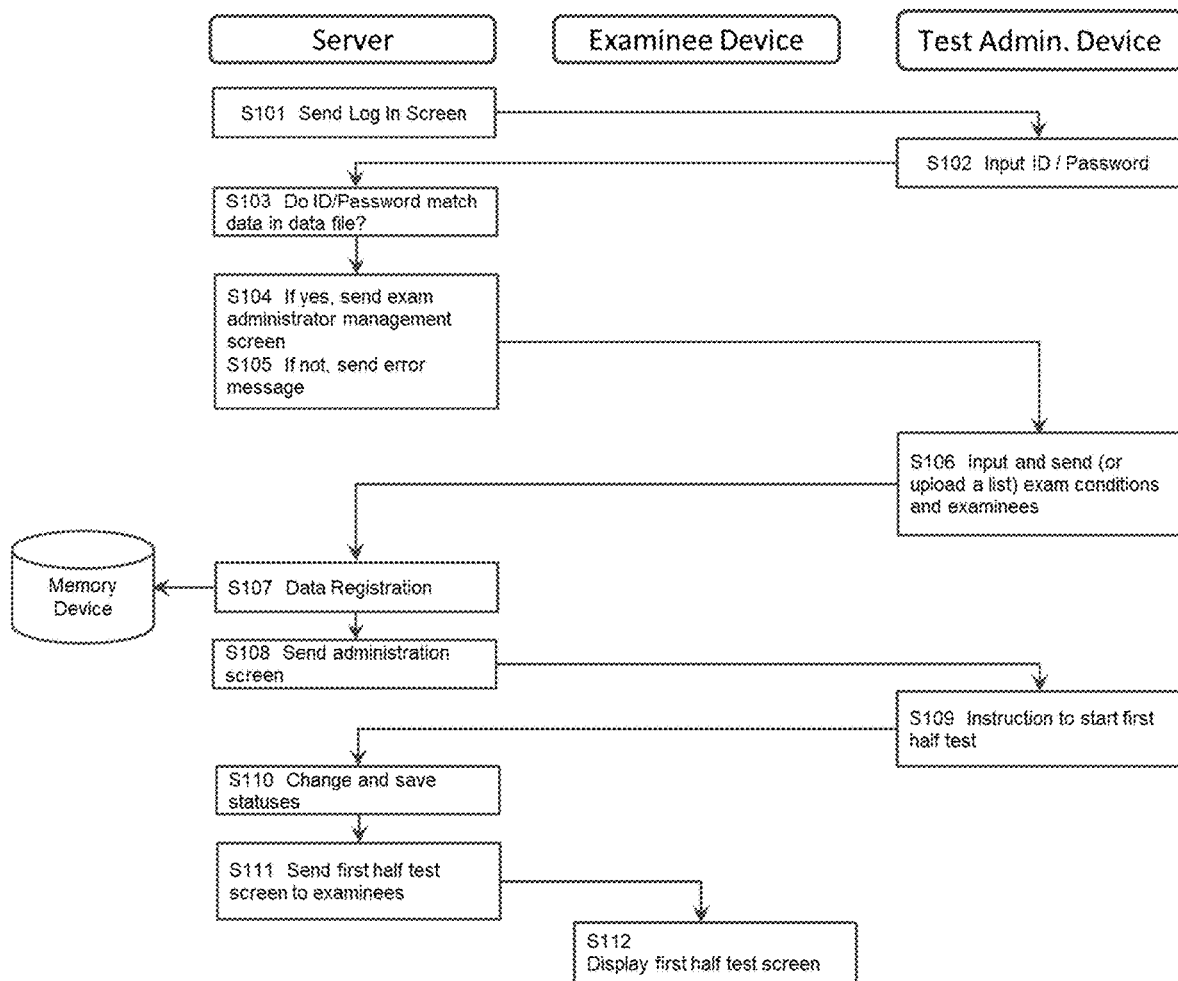 Server
Examinee Device
Test Admin. Device
S101 Send Log In Screen
S102 Input ID / Password
S103 Do ID/Password match
data in data file?
S104 If yes, send exam
administrator management
screen
S105 If not, send error
message
S106 Input and send (or
upload a list) exam conditions
and examinees
Memory
Device
S107 Data Registration
S108 Send administration
screen
S109 Instruction to start first
half test
S110 Change and save
statuses
S111 Send first half test
screen to examinees
S112
Display first half test screen